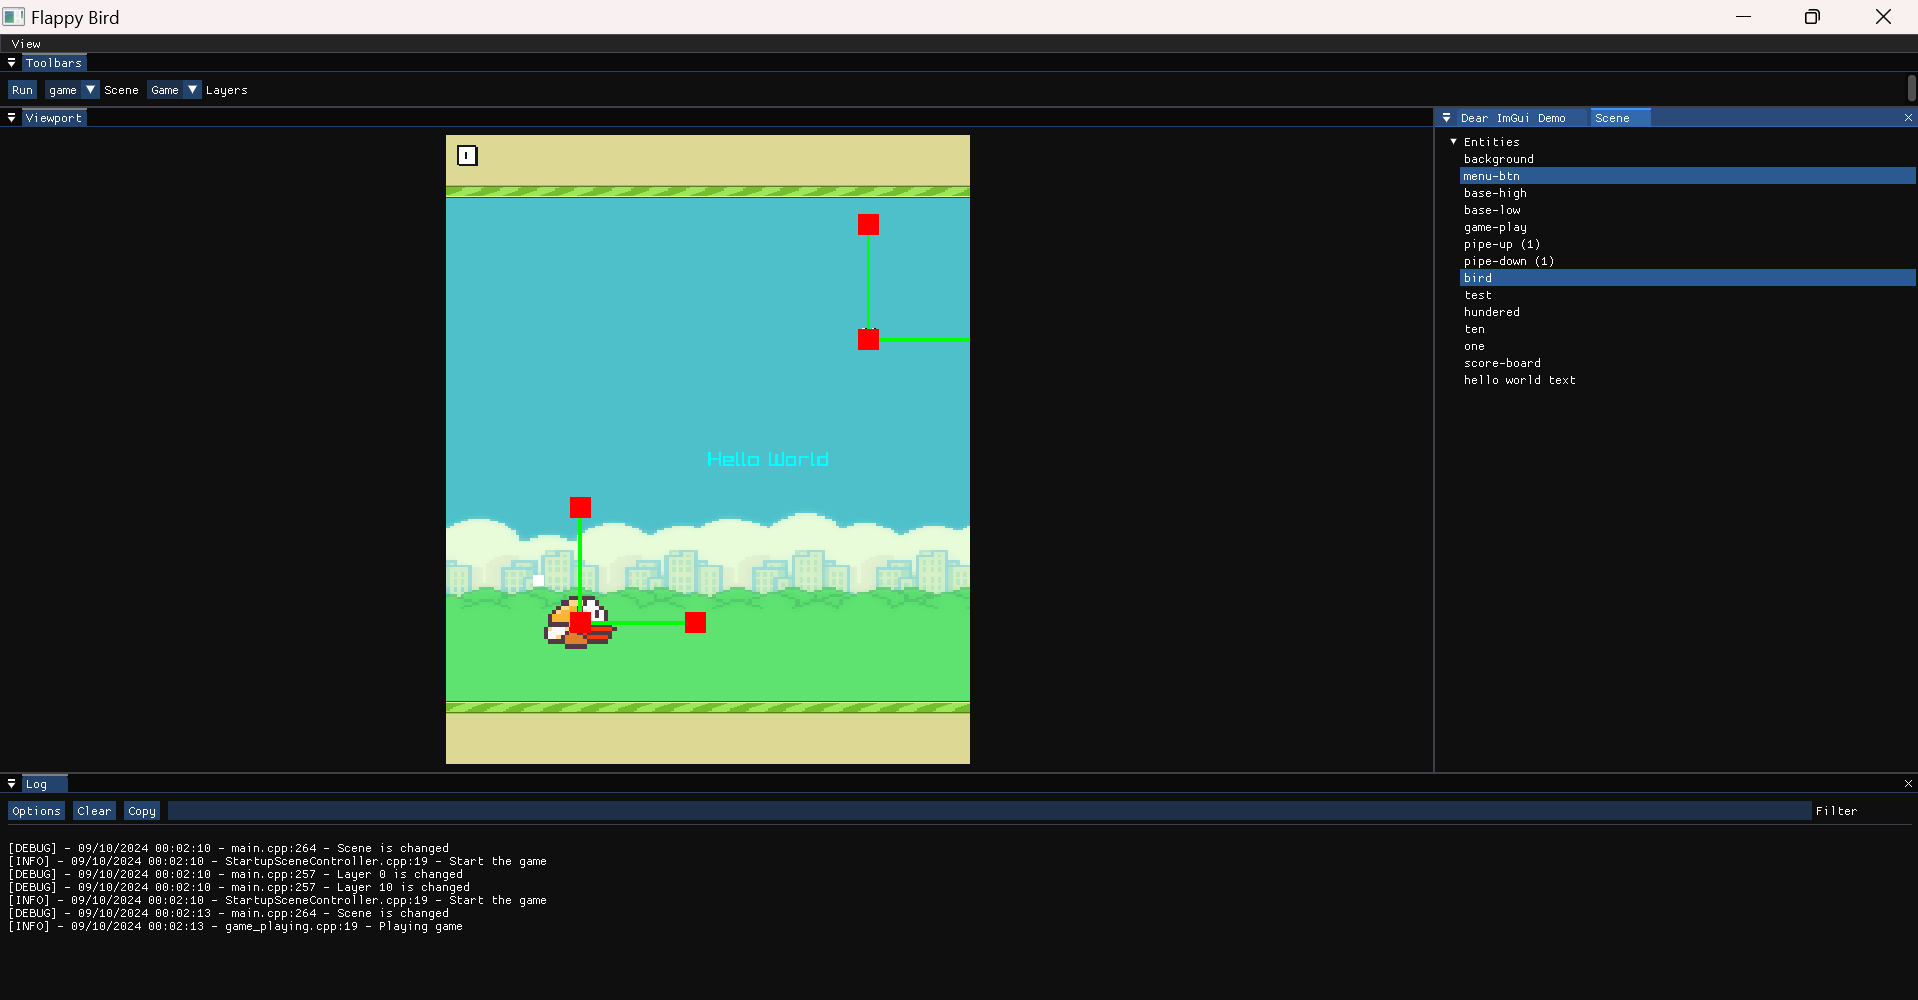 Flappy Bird
View
Toolbars
Run game Scene Game Layers
Viewport
Dear ImGui Demo Scene
Entities
background
menu-btn
base-high
base-low
game-play
pipe-up (1)
pipe-down (1)
bird
test
hundered
ten
one
score-board
hello world text
Hello World
Log
Options Clear Copy Filter
[DEBUG] - 09/10/2024 00:02:10 - main.cpp:264 - Scene is changed
[INFO] - 09/10/2024 00:02:10 - StartupSceneController.cpp:19 - Start the game
[DEBUG] - 09/10/2024 00:02:10 - main.cpp:257 - Layer 0 is changed
[DEBUG] - 09/10/2024 00:02:10 - main.cpp:257 - Layer 10 is changed
[INFO] - 09/10/2024 00:02:10 - StartupSceneController.cpp:19 - Start the game
[DEBUG] - 09/10/2024 00:02:13 - main.cpp:264 - Scene is changed
[INFO] - 09/10/2024 00:02:13 - game_playing.cpp:19 - Playing game